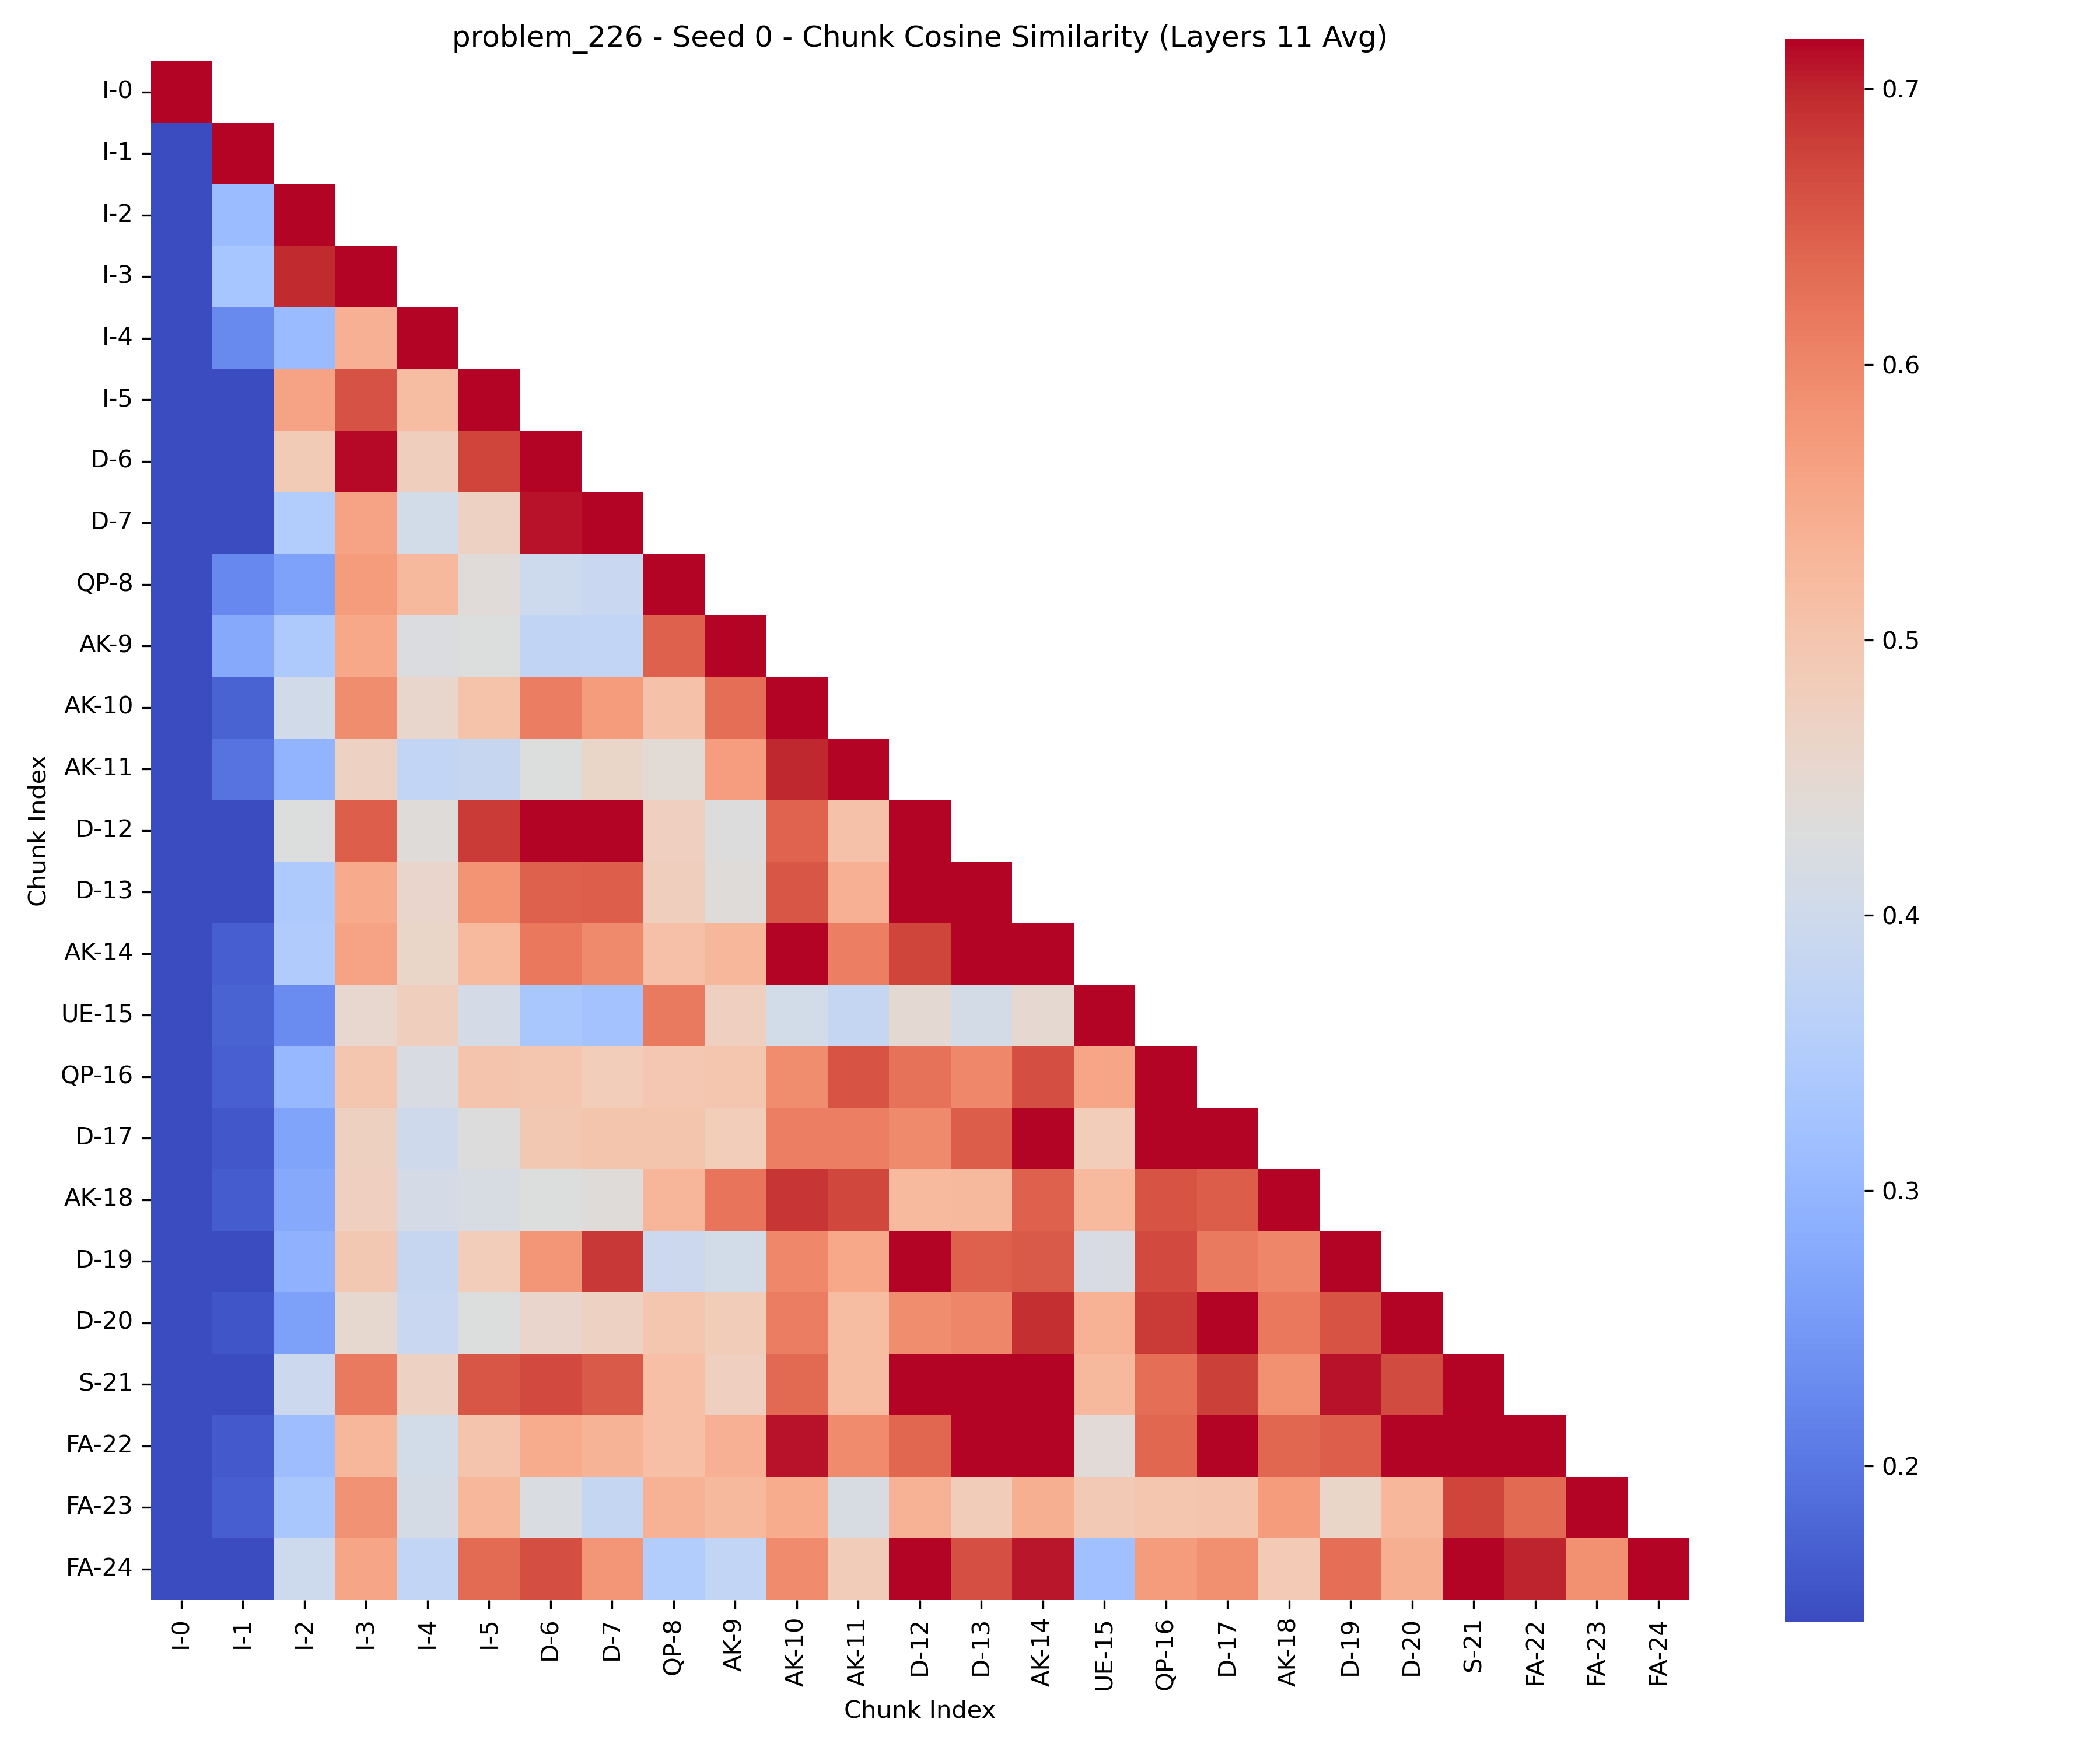 problem_226 - Seed 0 - Chunk Cosine Similarity (Layers 11 Avg)
Chunk Index
I-0
I-1
I-2
I-3
I-4
I-5
D-6
D-7
QP-8
AK-9
AK-10
AK-11
D-12
D-13
AK-14
UE-15
QP-16
D-17
AK-18
D-19
D-20
S-21
FA-22
FA-23
FA-24
I-0
I-1
I-2
I-3
I-4
I-5
D-6
D-7
QP-8
AK-9
AK-10
AK-11
D-12
D-13
AK-14
UE-15
QP-16
D-17
AK-18
D-19
D-20
S-21
FA-22
FA-23
FA-24
Chunk Index
0.7
0.6
0.5
0.4
0.3
0.2